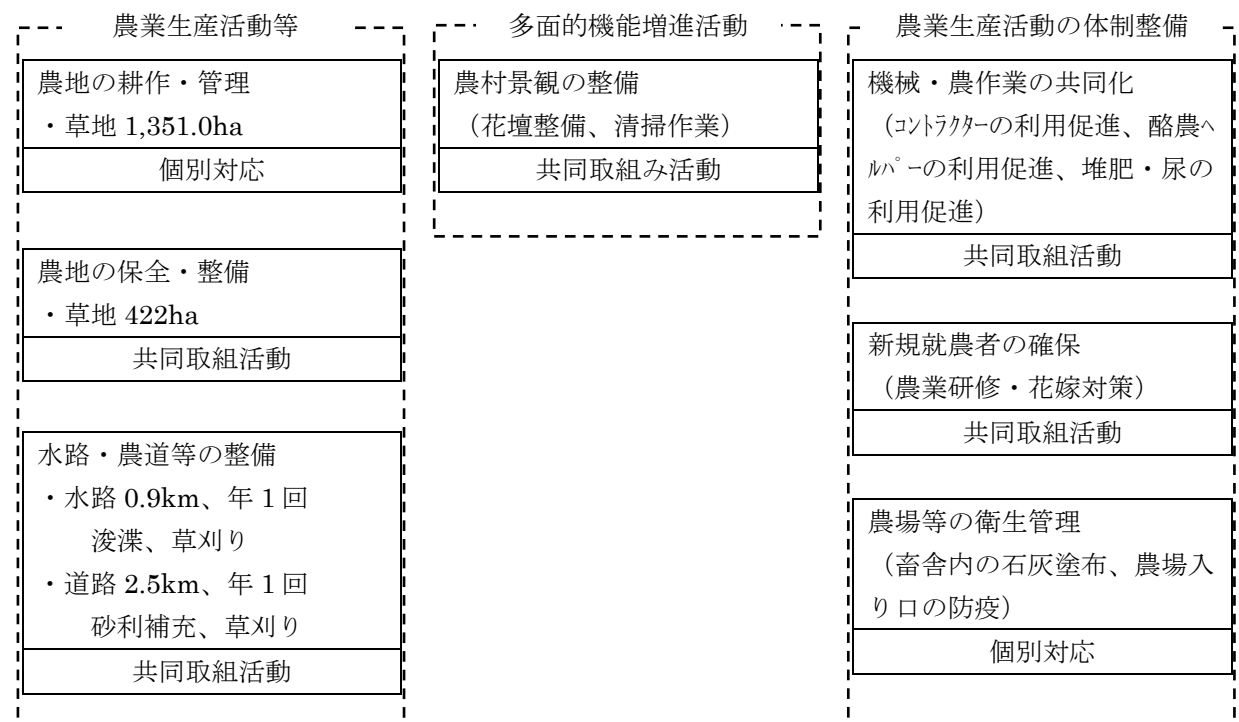 農業生産活動等
農地の耕作・管理
・草地 1,351.0ha
個別対応
農地の保全・整備
・草地 422ha
共同取組活動
水路・農道等の整備
・水路 0.9km、年 1 回
浚渫、草刈り
・道路 2.5km、年 1 回
砂利補充、草刈り
共同取組活動
多面的機能増進活動
農村景観の整備
（花壇整備、清掃作業）
共同取組み活動
農業生産活動の体制整備
機械・農作業の共同化
（ｺﾝﾄﾗｸﾀｰの利用促進、酪農ﾍ
ﾙﾊﾟｰの利用促進、堆肥・尿の
利用促進）
共同取組活動
新規就農者の確保
（農業研修・花嫁対策）
共同取組活動
農場等の衛生管理
（畜舎内の石灰塗布、農場入
り口の防疫）
個別対応